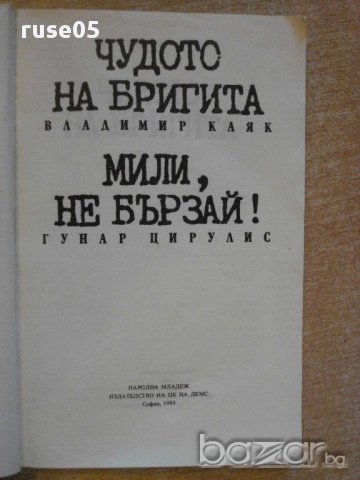 ruse05
ЧУДОТО
НА БРИГИТА
ВЛАДИМИР КАЯК
МИЛИ,
НЕ БЪРЗАЙ!
ГУНАР ЦИРУЛИС
НАРОДНА МЛАДЕЖ
ИЗДАТЕЛСТВО НА ЦК НА ДКМС
София, 1989
bazar.bg